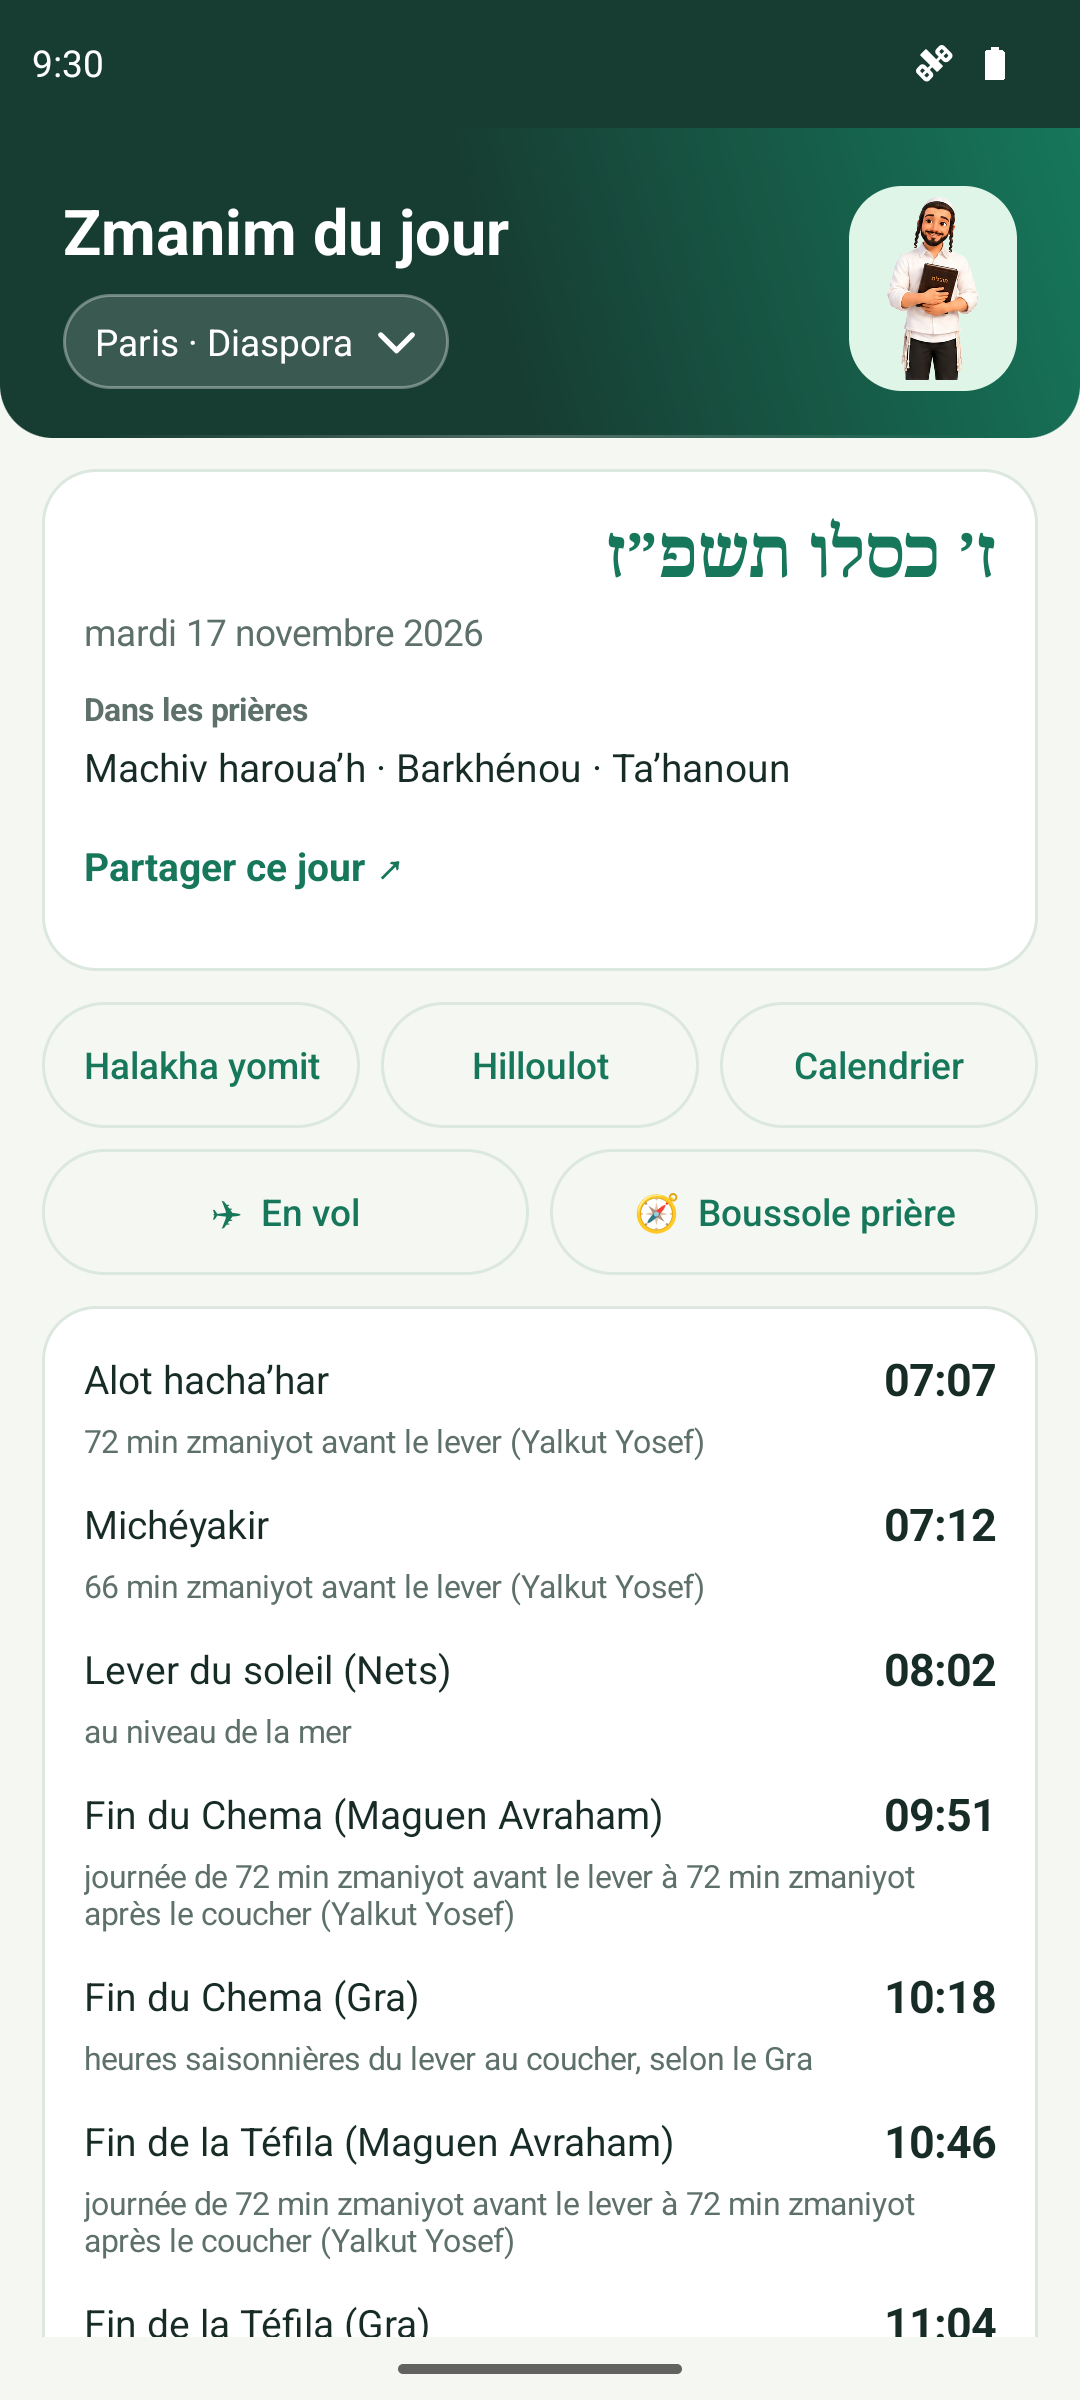 9:30
Zmanim du jour
Paris · Diaspora
ז׳ כסלו תשפ״ז
mardi 17 novembre 2026
Dans les prières
Machiv haroua’h · Barkhénou · Ta’hanoun
Partager ce jour ↗
Halakha yomit
Hilloulot
Calendrier
✈ En vol
🧭 Boussole prière
Alot hacha’har 07:07
72 min zmaniyot avant le lever (Yalkut Yosef)
Michéyakir 07:12
66 min zmaniyot avant le lever (Yalkut Yosef)
Lever du soleil (Nets) 08:02
au niveau de la mer
Fin du Chema (Maguen Avraham) 09:51
journée de 72 min zmaniyot avant le lever à 72 min zmaniyot
après le coucher (Yalkut Yosef)
Fin du Chema (Gra) 10:18
heures saisonnières du lever au coucher, selon le Gra
Fin de la Téfila (Maguen Avraham) 10:46
journée de 72 min zmaniyot avant le lever à 72 min zmaniyot
après le coucher (Yalkut Yosef)
Fin de la Téfila (Gra) 11:04